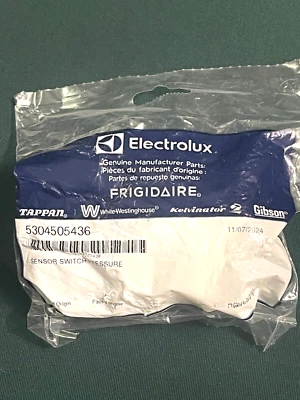 Electrolux
Genuine Manufacturer Parts:
Pièces du fabricant d'origine :
Partes de repuesto genuinas:
FRIGIDAIRE®
TAPPAN® White-Westinghouse® Kelvinator Gibson®
5304505436 11/07/2024
SENSOR SWITCH PRESSURE
Origin